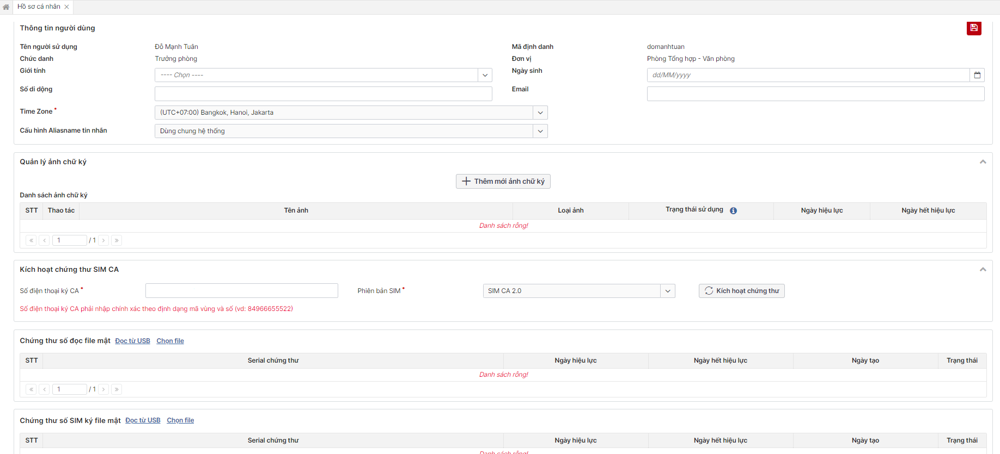 Hồ sơ cá nhân
Thông tin người dùng
Tên người sử dụng Đỗ Mạnh Tuân Mã định danh domanhtuan
Chức danh Trưởng phòng Đơn vị Phòng Tổng hợp - Văn phòng
Giới tính ---- Chọn ---- Ngày sinh dd/MM/yyyy
Số di dộng Email
Time Zone * (UTC+07:00) Bangkok, Hanoi, Jakarta
Cấu hình Aliasname tin nhắn Dùng chung hệ thống
Quản lý ảnh chữ ký
Thêm mới ảnh chữ ký
Danh sách ảnh chữ ký
STT Thao tác Tên ảnh Loại ảnh Trạng thái sử dụng Ngày hiệu lực Ngày hết hiệu lực
Danh sách rỗng!
« ‹ 1 / 1 › »
Kích hoạt chứng thư SIM CA
Số điện thoại ký CA * Phiên bản SIM * SIM CA 2.0 Kích hoạt chứng thư
Số điện thoại ký CA phải nhập chính xác theo định dạng mã vùng và số (vd: 84966655522)
Chứng thư số đọc file mật Đọc từ USB Chọn file
STT Serial chứng thư Ngày hiệu lực Ngày hết hiệu lực Ngày tạo Trạng thái
Danh sách rỗng!
« ‹ 1 / 1 › »
Chứng thư số SIM ký file mật Đọc từ USB Chọn file
STT Serial chứng thư Ngày hiệu lực Ngày hết hiệu lực Ngày tạo Trạng thái
Danh sách rỗng!